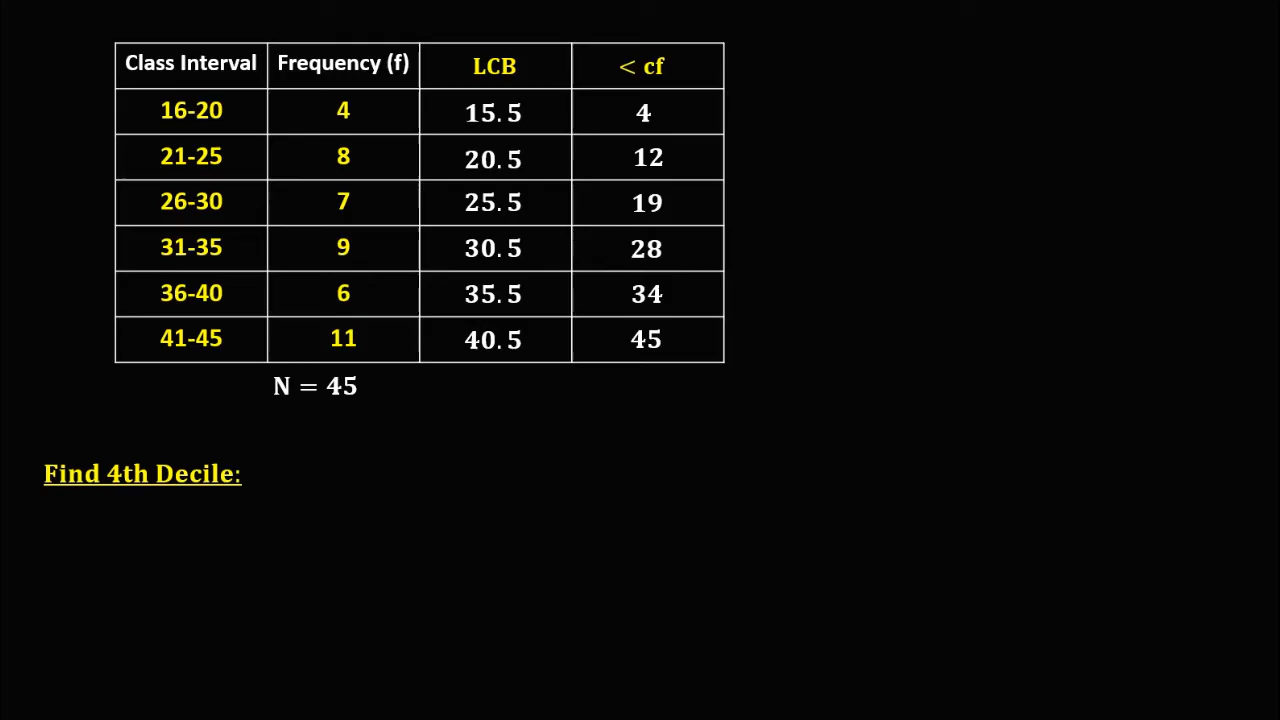 Class Interval Frequency (f) LCB < cf
16-20 4 15.5 4
21-25 8 20.5 12
26-30 7 25.5 19
31-35 9 30.5 28
36-40 6 35.5 34
41-45 11 40.5 45
N = 45
Find 4th Decile: